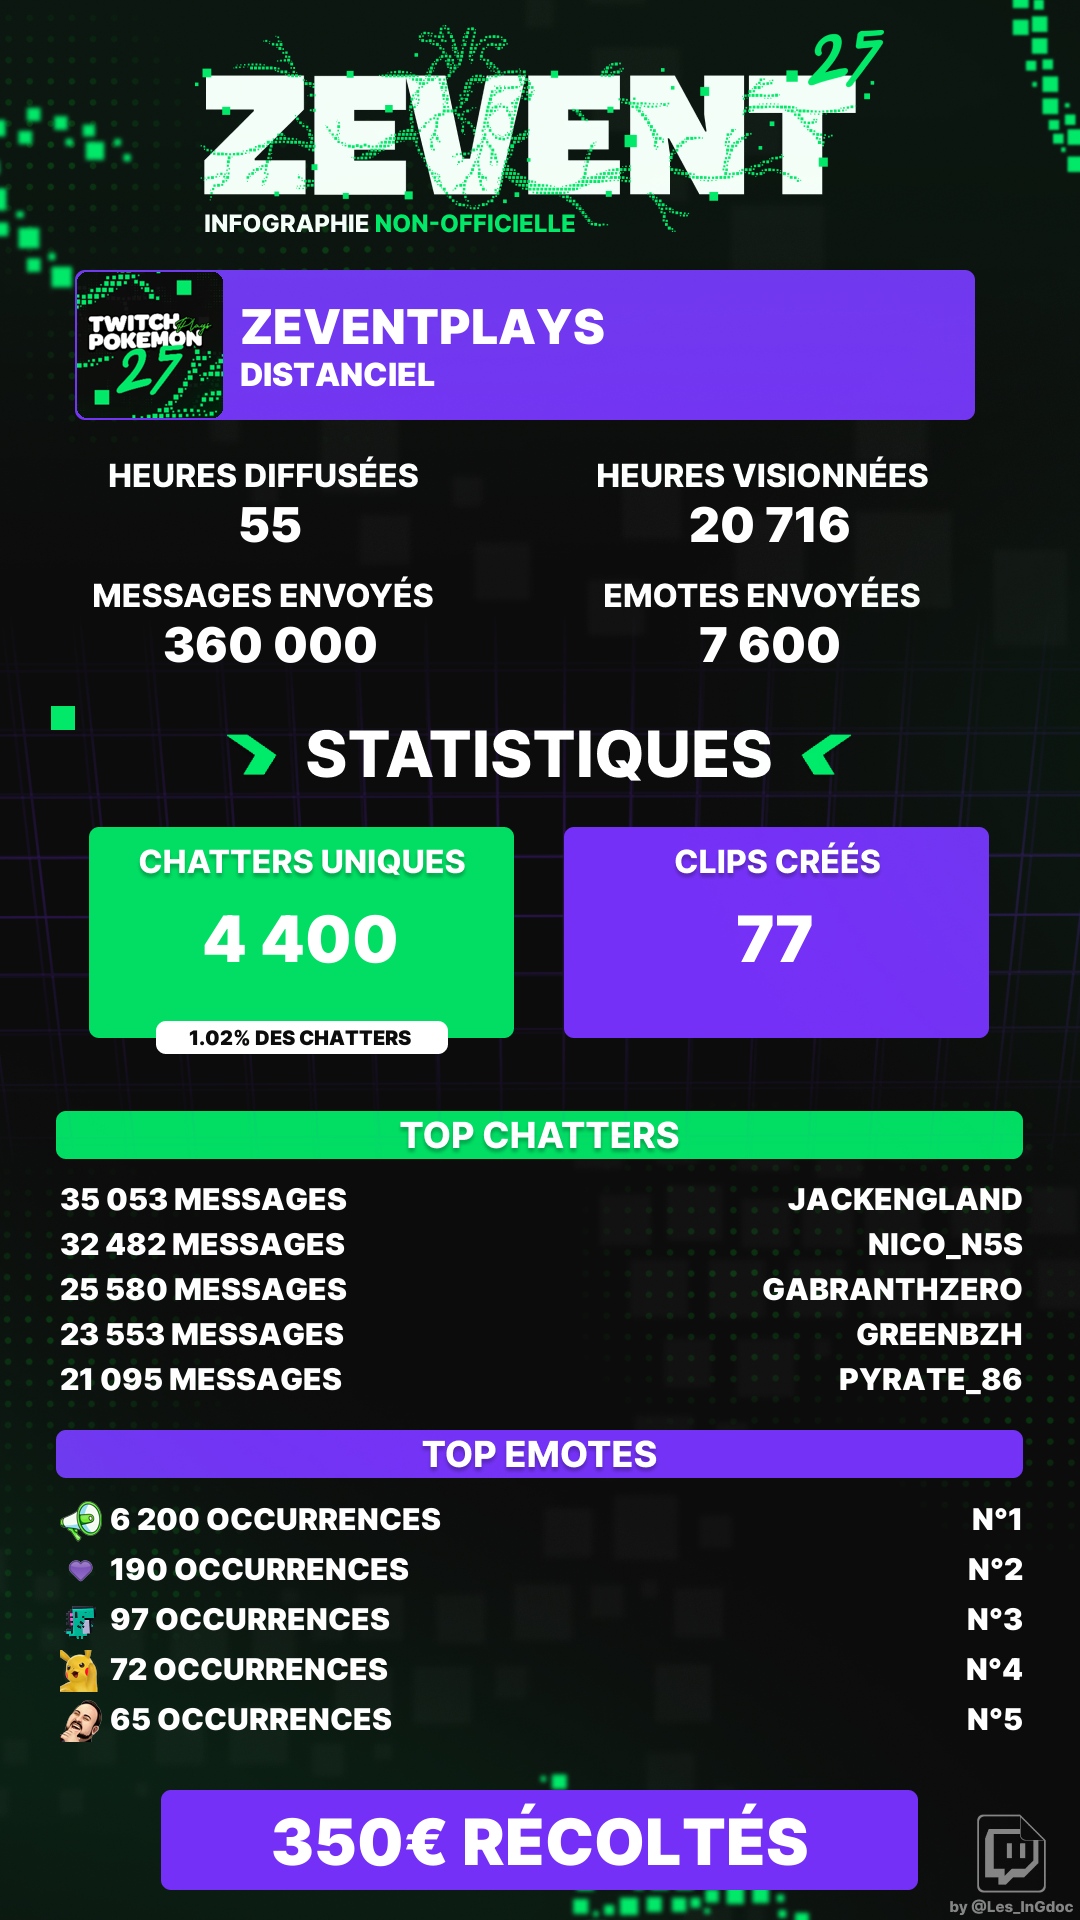 ZEVENT 25
INFOGRAPHIE NON-OFFICIELLE
TWITCH Plays
POKEMON
25
ZEVENTPLAYS
DISTANCIEL
HEURES DIFFUSÉES
55
HEURES VISIONNÉES
20 716
MESSAGES ENVOYÉS
360 000
EMOTES ENVOYÉES
7 600
STATISTIQUES
CHATTERS UNIQUES
4 400
1.02% DES CHATTERS
CLIPS CRÉÉS
77
TOP CHATTERS
35 053 MESSAGES JACKENGLAND
32 482 MESSAGES NICO_N5S
25 580 MESSAGES GABRANTHZERO
23 553 MESSAGES GREENBZH
21 095 MESSAGES PYRATE_86
TOP EMOTES
6 200 OCCURRENCES N°1
190 OCCURRENCES N°2
97 OCCURRENCES N°3
72 OCCURRENCES N°4
65 OCCURRENCES N°5
350€ RÉCOLTÉS
by @Les_InGdoc